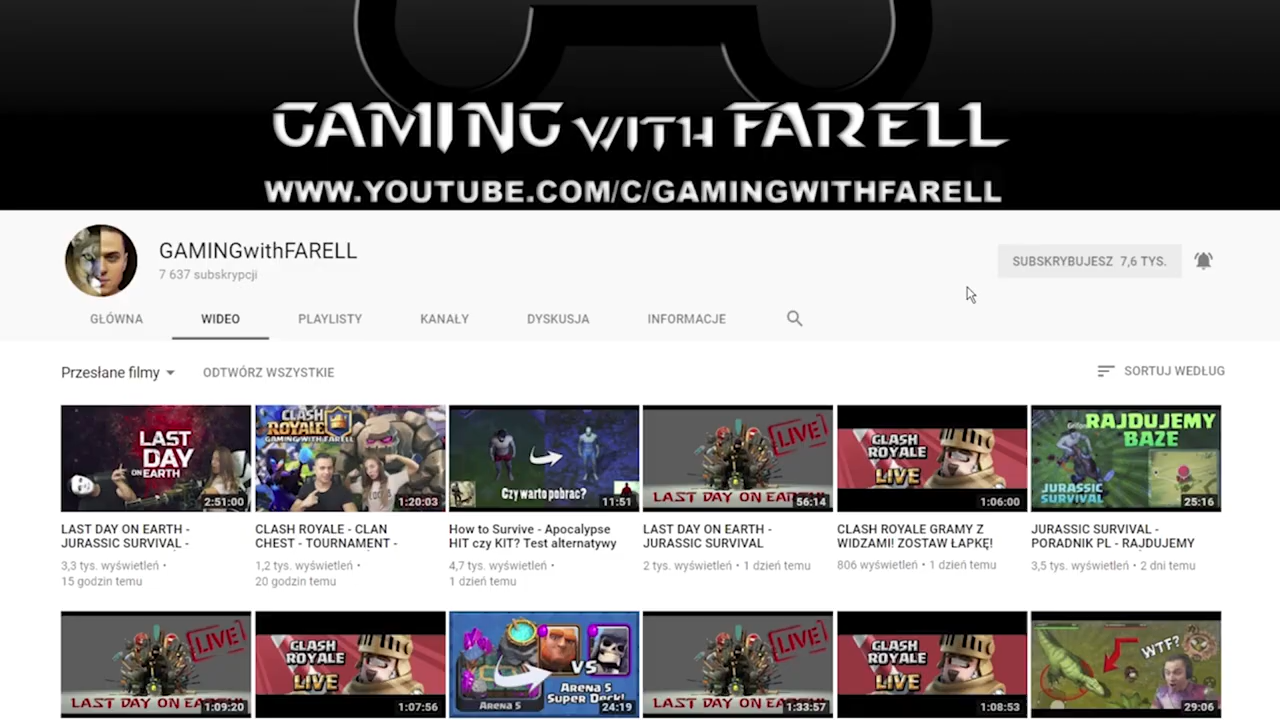 GAMING WITH FARELL
WWW.YOUTUBE.COM/C/GAMINGWITHFARELL
GAMINGwithFARELL
7 637 subskrypcji
SUBSKRYBUJESZ 7,6 TYS.
GŁÓWNA WIDEO PLAYLISTY KANAŁY DYSKUSJA INFORMACJE
Przesłane filmy ODTWÓRZ WSZYSTKIE SORTUJ WEDŁUG
LAST
DAY
ON EARTH
2:51:00
CLASH
ROYALE
GAMING WITH FARELL
1:20:03
Czy warto pobrać?
11:51
LIVE
LAST DAY ON
56:14
CLASH
ROYALE
LIVE
1:06:00
RAJDUJEMY
BAZE
JURASSIC
SURVIVAL
25:16
LAST DAY ON EARTH -
JURASSIC SURVIVAL -
3,3 tys. wyświetleń •
15 godzin temu
CLASH ROYALE - CLAN
CHEST - TOURNAMENT -
1,2 tys. wyświetleń •
20 godzin temu
How to Survive - Apocalypse
HIT czy KIT? Test alternatywy
4,7 tys. wyświetleń •
1 dzień temu
LAST DAY ON EARTH -
JURASSIC SURVIVAL
2 tys. wyświetleń • 1 dzień temu
CLASH ROYALE GRAMY Z
WIDZAMI! ZOSTAW ŁAPKĘ!
806 wyświetleń • 1 dzień temu
JURASSIC SURVIVAL -
PORADNIK PL - RAJDUJEMY
3,5 tys. wyświetleń • 2 dni temu
LIVE
LAST DAY ON
1:09:20
CLASH
ROYALE
LIVE
1:07:56
VS
Arena 5
Arena 5
Super Deck!
24:19
LIVE
LAST DAY ON
1:33:57
CLASH
ROYALE
LIVE
1:08:53
WTF?
29:06